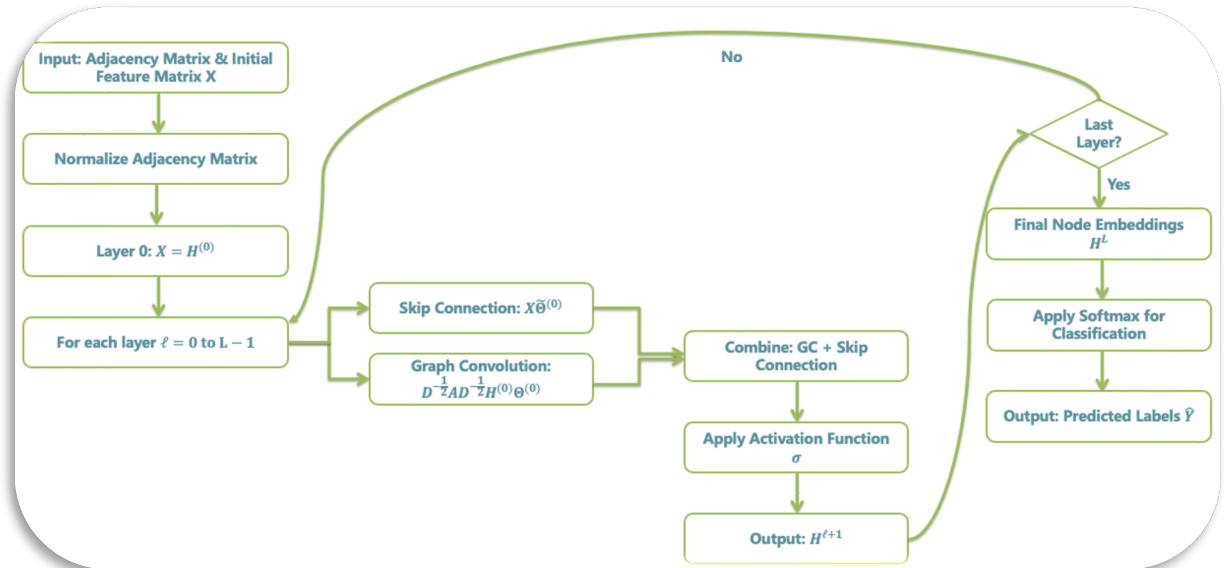 Input: Adjacency Matrix & Initial
Feature Matrix X
Normalize Adjacency Matrix
Layer 0: X = H^(0)
For each layer ℓ = 0 to L − 1
Skip Connection: XΘ̃^(0)
Graph Convolution:
D^(-1/2)AD^(-1/2)H^(0)Θ^(0)
Combine: GC + Skip
Connection
Apply Activation Function
σ
Output: H^(ℓ+1)
No
Last
Layer?
Yes
Final Node Embeddings
H^L
Apply Softmax for
Classification
Output: Predicted Labels Ŷ